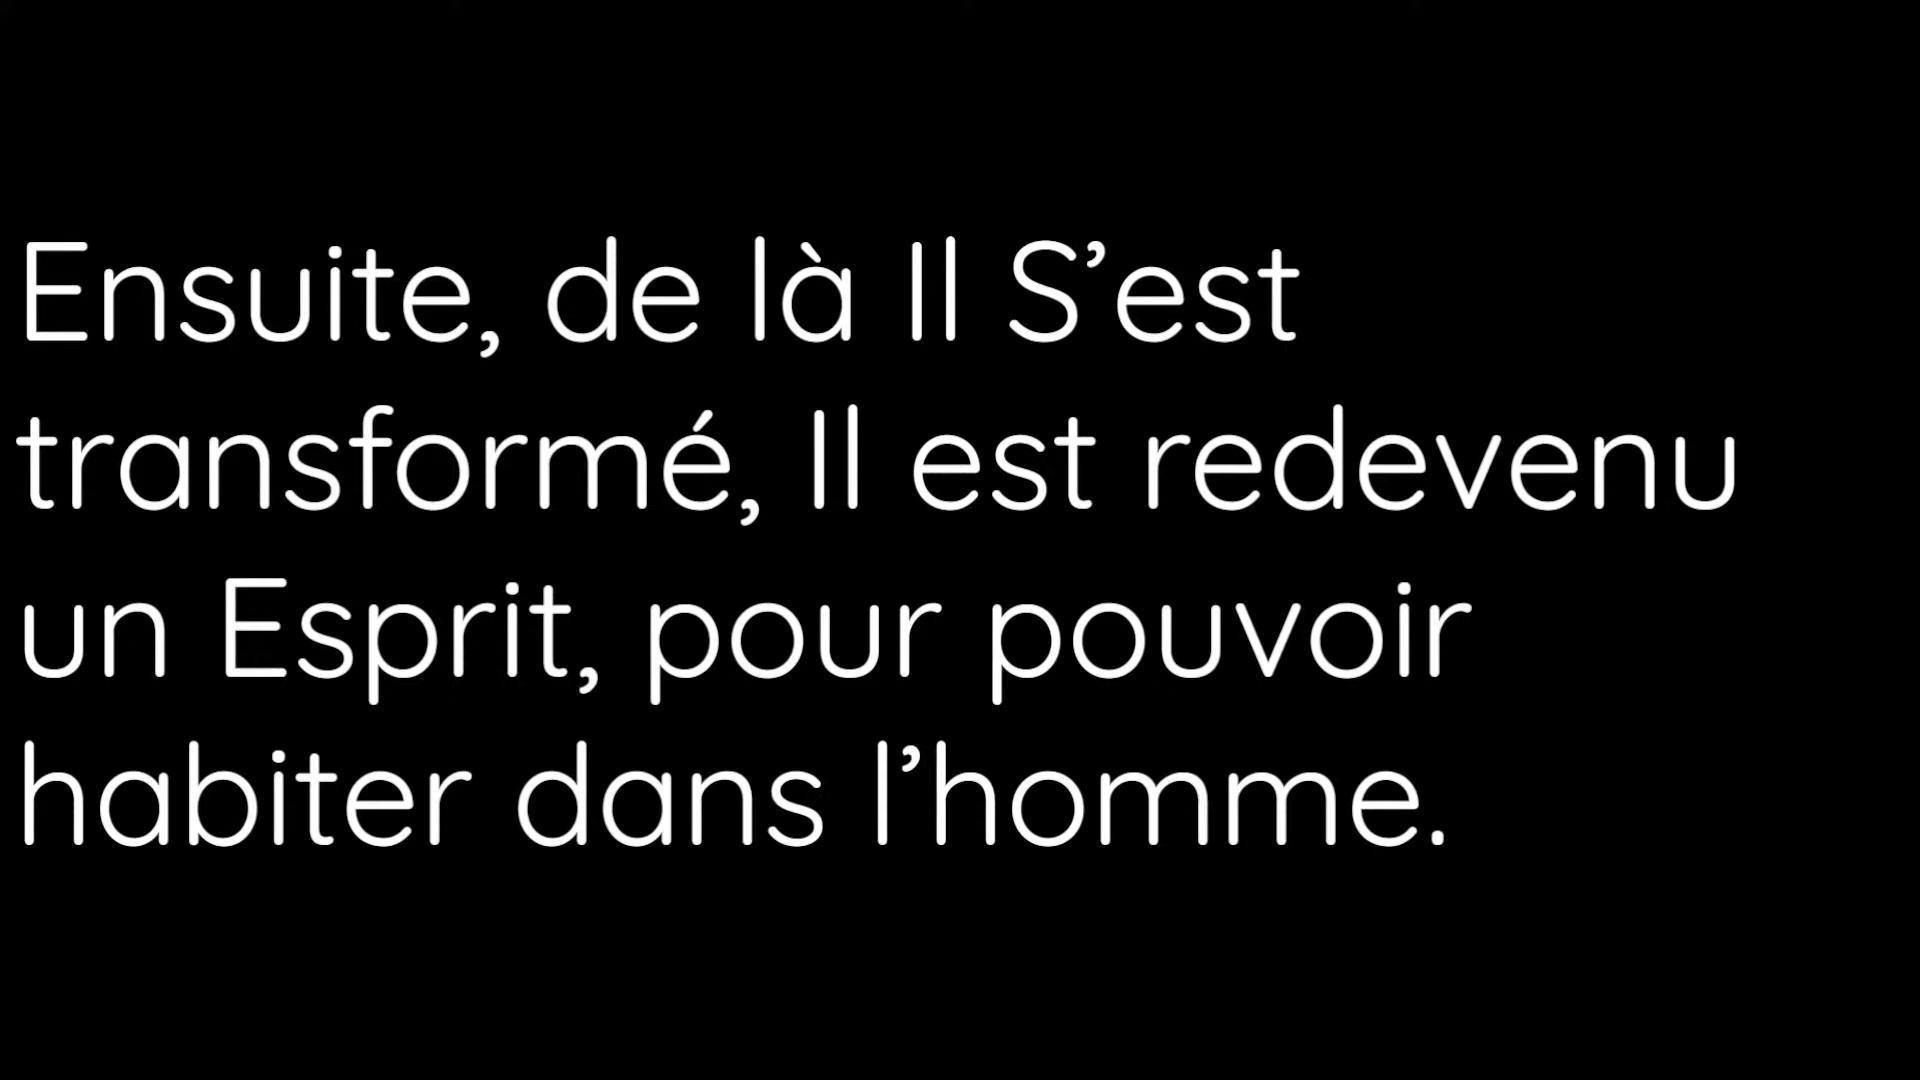 Ensuite, de là Il S’est
transformé, Il est redevenu
un Esprit, pour pouvoir
habiter dans l’homme.